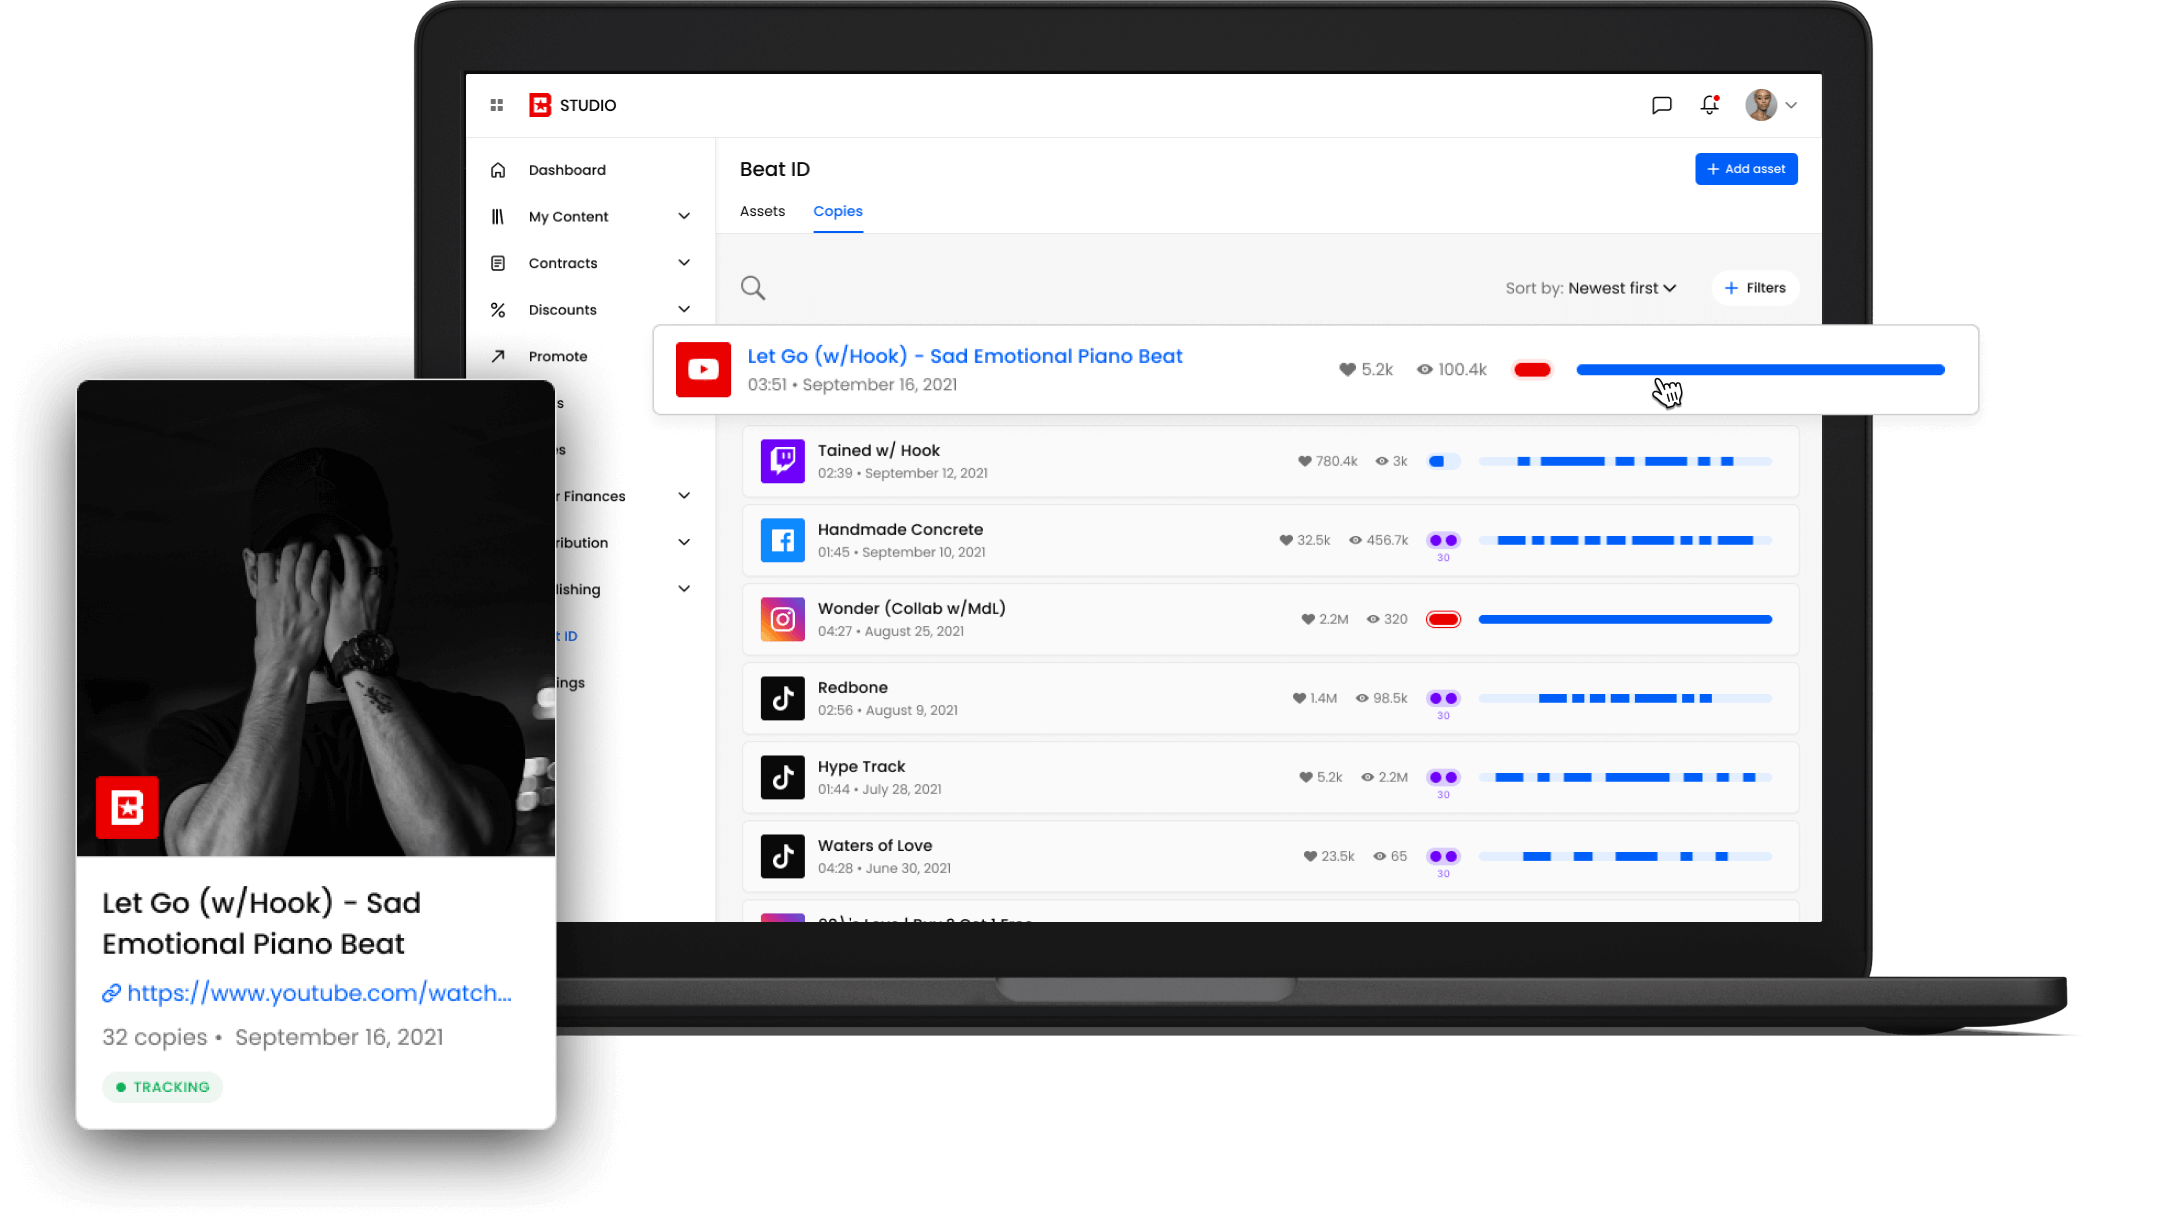 STUDIO
Dashboard
My Content
Contracts
Discounts
Promote
s
es
r Finances
ribution
lishing
t ID
ings
Beat ID
+ Add asset
Assets
Copies
Sort by: Newest first
+ Filters
Let Go (w/Hook) - Sad Emotional Piano Beat
03:51 • September 16, 2021
5.2k
100.4k
Tained w/ Hook
02:39 • September 12, 2021
780.4k
3k
Handmade Concrete
01:45 • September 10, 2021
32.5k
456.7k
30
Wonder (Collab w/MdL)
04:27 • August 25, 2021
2.2M
320
Redbone
02:56 • August 9, 2021
1.4M
98.5k
30
Hype Track
01:44 • July 28, 2021
5.2k
2.2M
30
Waters of Love
04:28 • June 30, 2021
23.5k
65
30
Let Go (w/Hook) - Sad
Emotional Piano Beat
https://www.youtube.com/watch...
32 copies • September 16, 2021
TRACKING